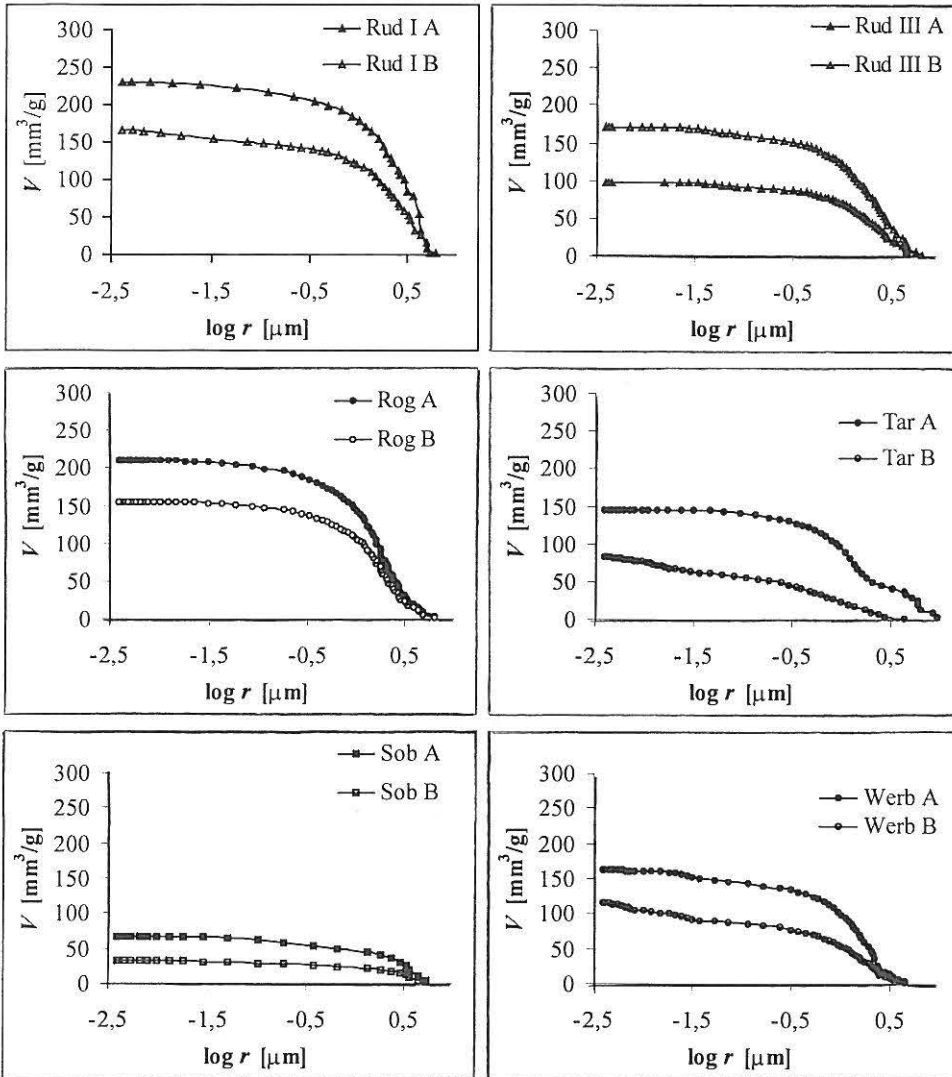 Rud I A
Rud I B
V [mm³/g]
300
250
200
150
100
50
0
-2,5 -1,5 -0,5 0,5
log r [µm]
Rud III A
Rud III B
V [mm³/g]
300
250
200
150
100
50
0
-2,5 -1,5 -0,5 0,5
log r [µm]
Rog A
Rog B
V [mm³/g]
300
250
200
150
100
50
0
-2,5 -1,5 -0,5 0,5
log r [µm]
Tar A
Tar B
V [mm³/g]
300
250
200
150
100
50
0
-2,5 -1,5 -0,5 0,5
log r [µm]
Sob A
Sob B
V [mm³/g]
300
250
200
150
100
50
0
-2,5 -1,5 -0,5 0,5
log r [µm]
Werb A
Werb B
V [mm³/g]
300
250
200
150
100
50
0
-2,5 -1,5 -0,5 0,5
log r [µm]